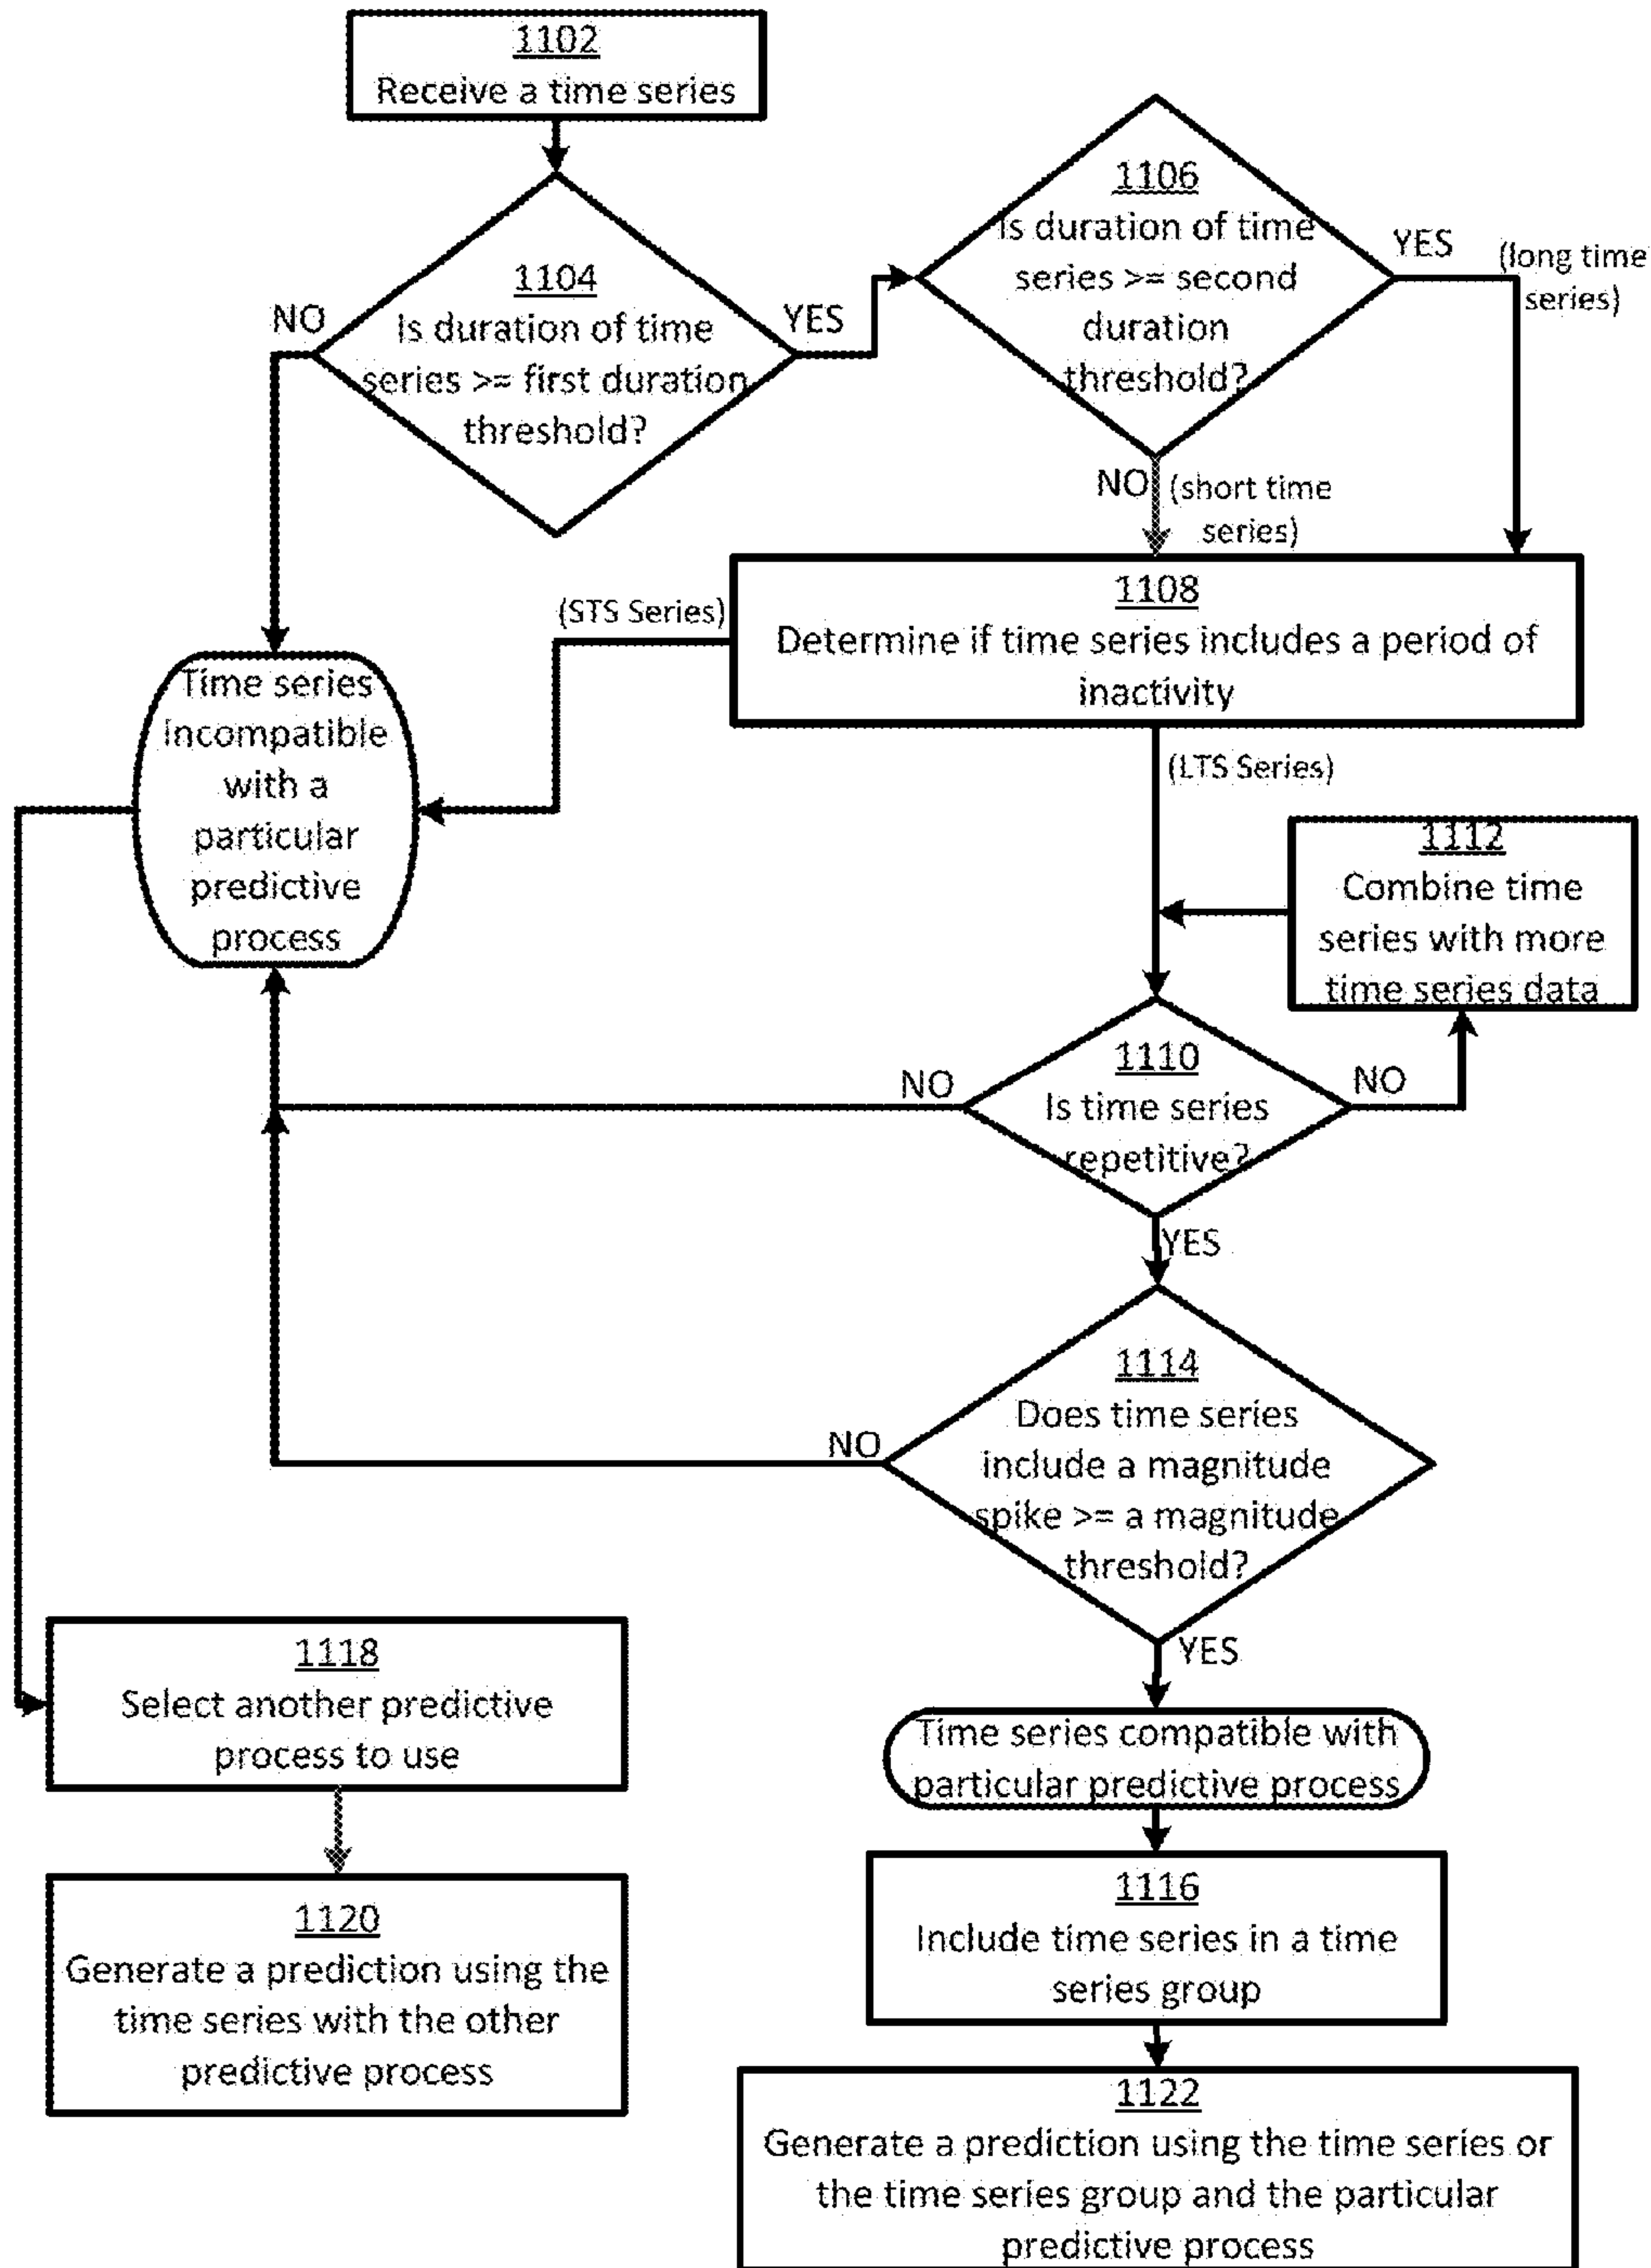 1102
Receive a time series
1104
Is duration of time
series >= first duration
threshold?
NO
YES
1106
Is duration of time
series >= second
duration
threshold?
YES
(long time
series)
NO
(short time
series)
1108
Determine if time series includes a period of
inactivity
(STS Series)
(LTS Series)
Time series
incompatible
with a
particular
predictive
process
1112
Combine time
series with more
time series data
1110
Is time series
repetitive?
NO
NO
YES
1114
Does time series
include a magnitude
spike >= a magnitude
threshold?
NO
YES
1118
Select another predictive
process to use
Time series compatible with
particular predictive process
1120
Generate a prediction using the
time series with the other
predictive process
1116
Include time series in a time
series group
1122
Generate a prediction using the time series or
the time series group and the particular
predictive process